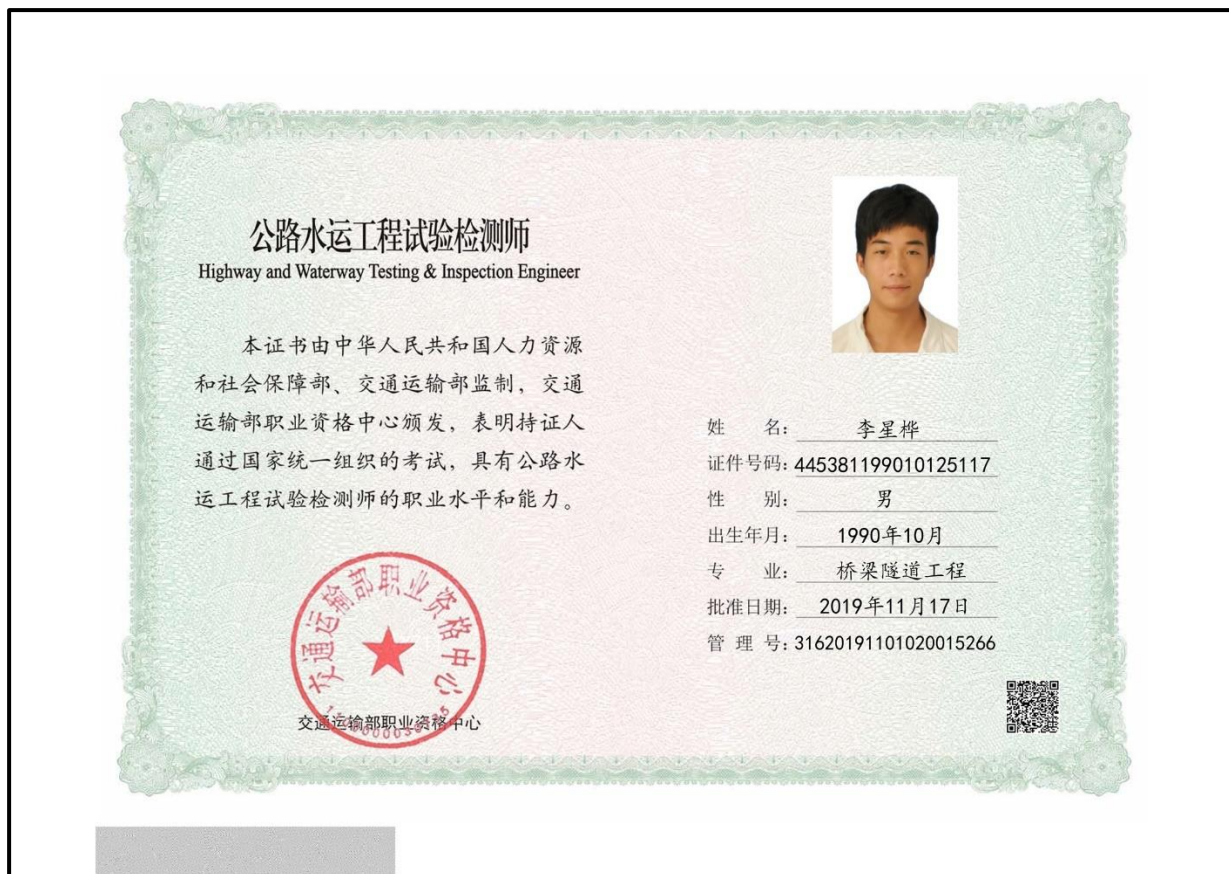 公路水运工程试验检测师
Highway and Waterway Testing & Inspection Engineer
本证书由中华人民共和国人力资源
和社会保障部、交通运输部监制，交通
运输部职业资格中心颁发，表明持证人
通过国家统一组织的考试，具有公路水
运工程试验检测师的职业水平和能力。
交通运输部职业资格中心
交通运输部职业资格中心
姓 名：李星桦
证件号码：445381199010125117
性 别：男
出生年月：1990年10月
专 业：桥梁隧道工程
批准日期：2019年11月17日
管 理 号：31620191101020015266